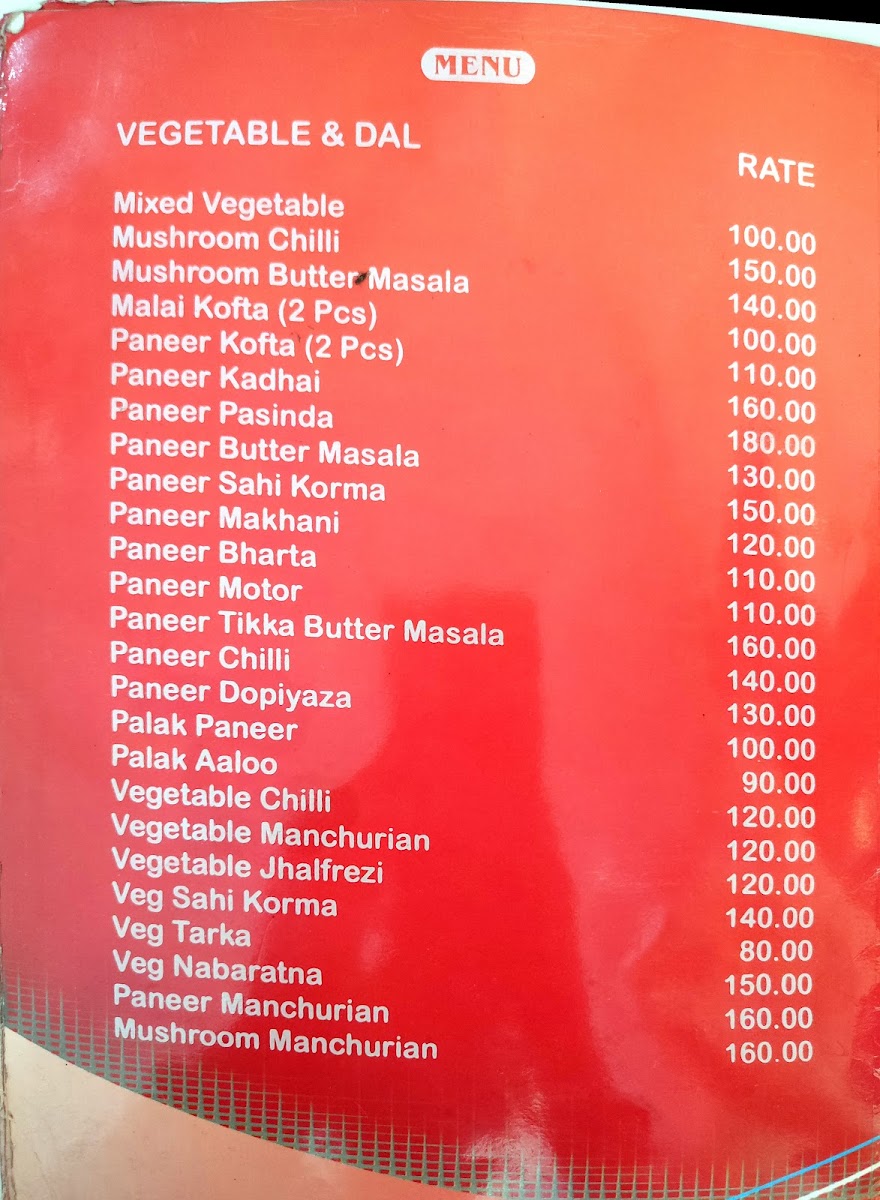 MENU
VEGETABLE & DAL RATE
Mixed Vegetable 100.00
Mushroom Chilli 150.00
Mushroom Butter Masala 140.00
Malai Kofta (2 Pcs) 100.00
Paneer Kofta (2 Pcs) 110.00
Paneer Kadhai 160.00
Paneer Pasinda 180.00
Paneer Butter Masala 130.00
Paneer Sahi Korma 150.00
Paneer Makhani 120.00
Paneer Bharta 110.00
Paneer Motor 110.00
Paneer Tikka Butter Masala 160.00
Paneer Chilli 140.00
Paneer Dopiyaza 130.00
Palak Paneer 100.00
Palak Aaloo 90.00
Vegetable Chilli 120.00
Vegetable Manchurian 120.00
Vegetable Jhalfrezi 120.00
Veg Sahi Korma 140.00
Veg Tarka 80.00
Veg Nabaratna 150.00
Paneer Manchurian 160.00
Mushroom Manchurian 160.00